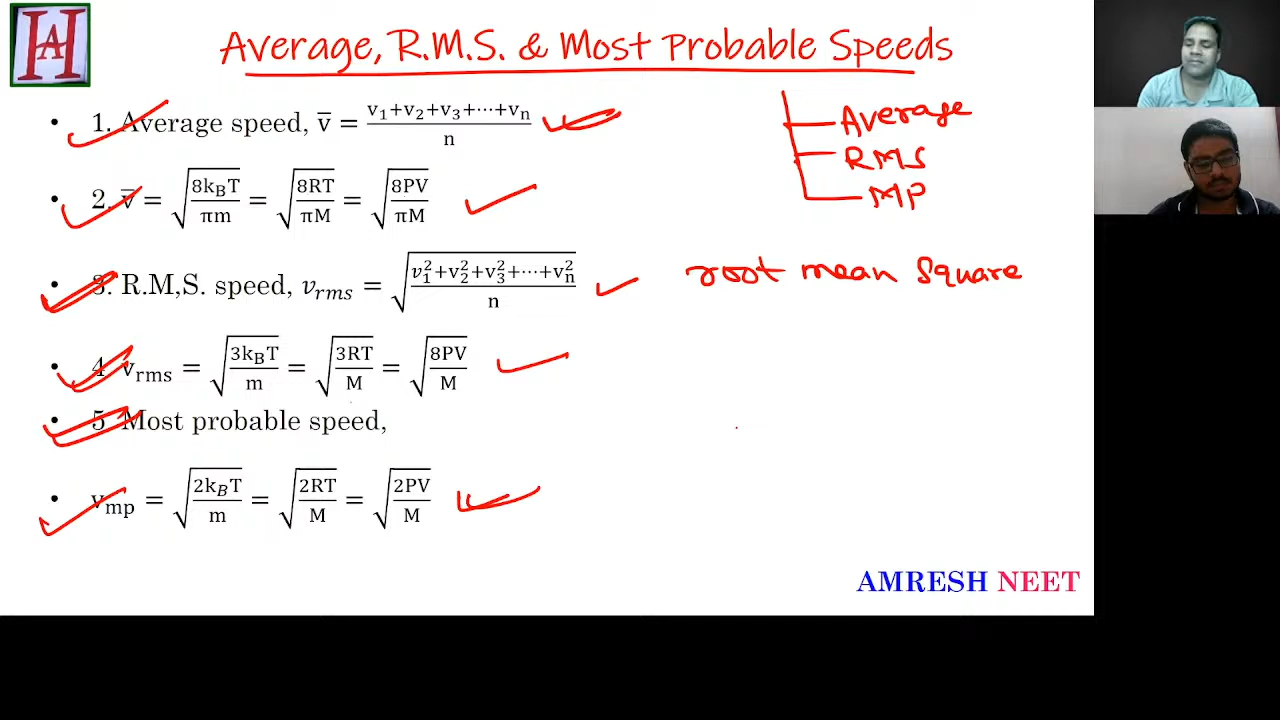 HA
Average, R.M.S. & Most Probable Speeds
• 1. Average speed, v̅ = (v₁+v₂+v₃+⋯+vₙ)/n
• 2. v̅ = √(8k_BT/πm) = √(8RT/πM) = √(8PV/πM)
• 3. R.M,S. speed, v_rms = √((v₁²+v₂²+v₃²+⋯+vₙ²)/n)
• 4. v_rms = √(3k_BT/m) = √(3RT/M) = √(8PV/M)
• 5. Most probable speed,
• v_mp = √(2k_BT/m) = √(2RT/M) = √(2PV/M)
Average
RMS
MP
root mean Square
AMRESH NEET